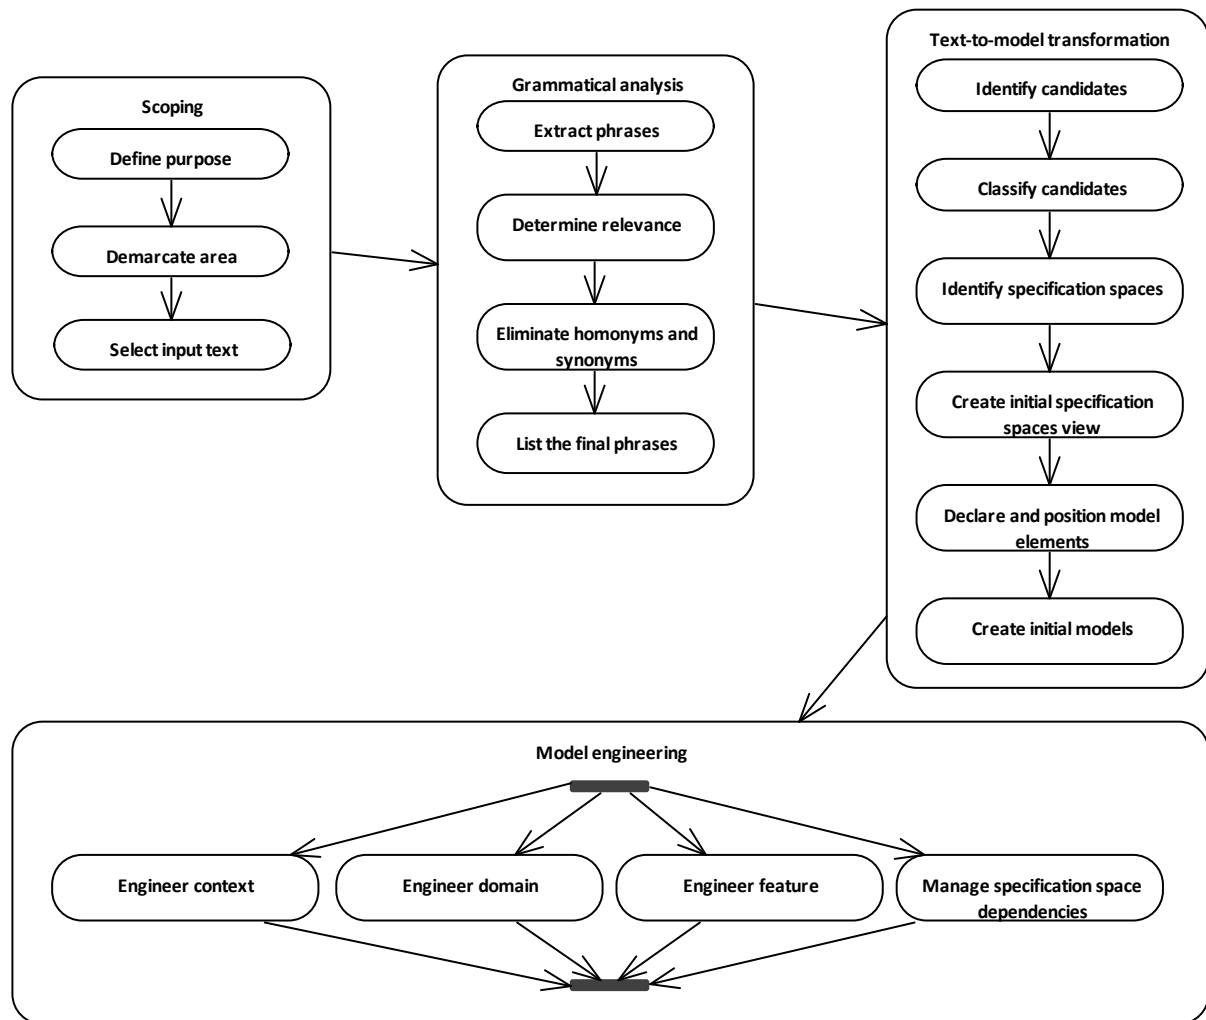 Scoping
Define purpose
Demarcate area
Select input text
Grammatical analysis
Extract phrases
Determine relevance
Eliminate homonyms and
synonyms
List the final phrases
Text-to-model transformation
Identify candidates
Classify candidates
Identify specification spaces
Create initial specification
spaces view
Declare and position model
elements
Create initial models
Model engineering
Engineer context
Engineer domain
Engineer feature
Manage specification space
dependencies